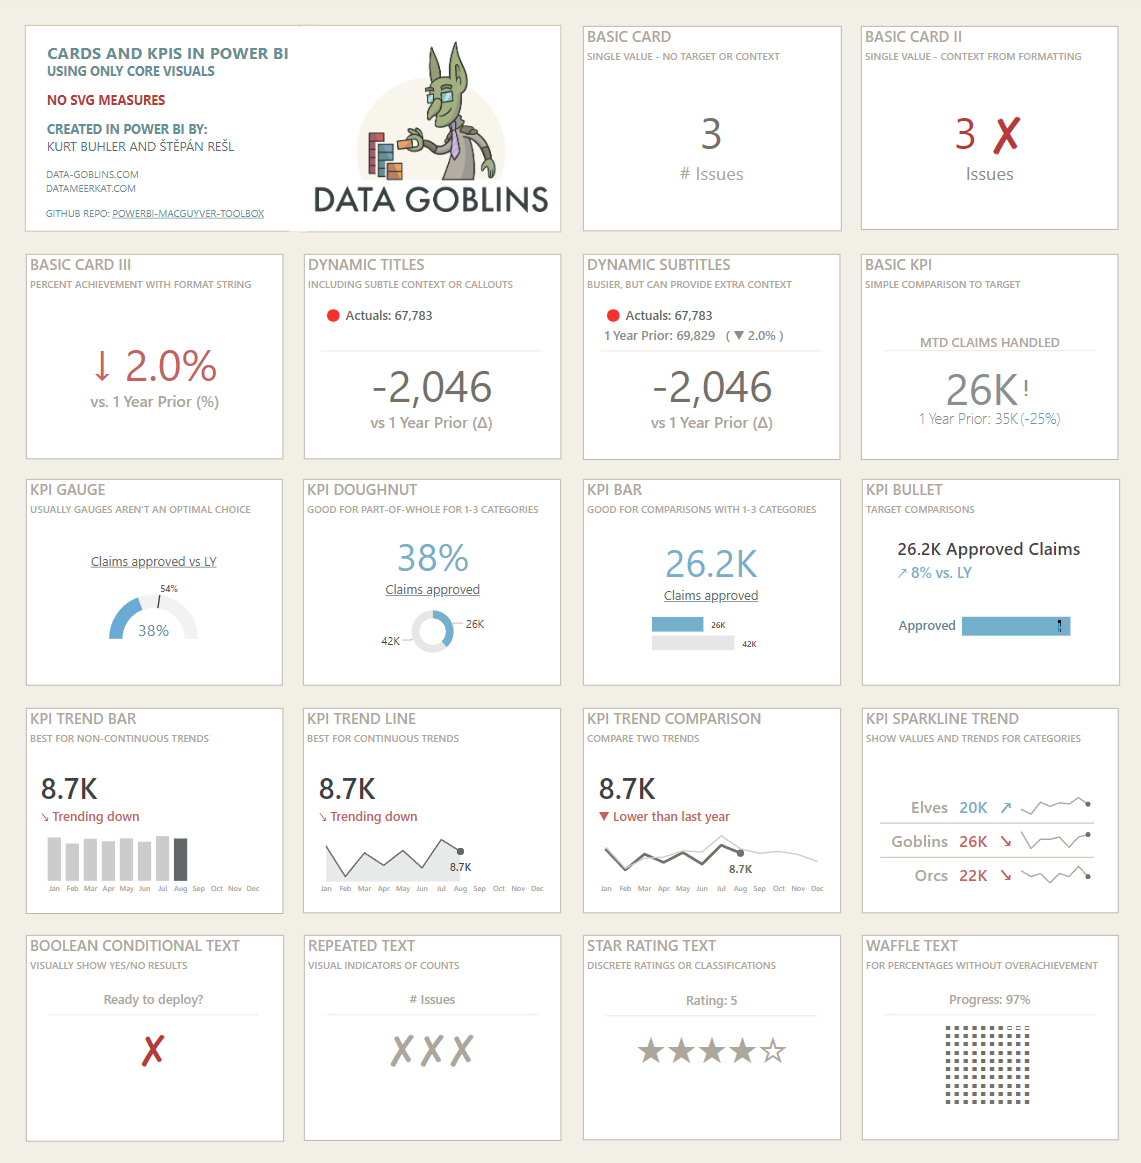 CARDS AND KPIS IN POWER BI
USING ONLY CORE VISUALS
NO SVG MEASURES
CREATED IN POWER BI BY:
KURT BUHLER AND ŠTĚPÁN REŠL
DATA-GOBLINS.COM
DATAMEERKAT.COM
GITHUB REPO: POWERBI-MACGUYVER-TOOLBOX
DATA GOBLINS
BASIC CARD
SINGLE VALUE - NO TARGET OR CONTEXT
3
# Issues
BASIC CARD II
SINGLE VALUE - CONTEXT FROM FORMATTING
3 ✗
Issues
BASIC CARD III
PERCENT ACHIEVEMENT WITH FORMAT STRING
↓ 2.0%
vs. 1 Year Prior (%)
DYNAMIC TITLES
INCLUDING SUBTLE CONTEXT OR CALLOUTS
Actuals: 67,783
-2,046
vs 1 Year Prior (Δ)
DYNAMIC SUBTITLES
BUSIER, BUT CAN PROVIDE EXTRA CONTEXT
Actuals: 67,783
1 Year Prior: 69,829 ( ▼ 2.0% )
-2,046
vs 1 Year Prior (Δ)
BASIC KPI
SIMPLE COMPARISON TO TARGET
MTD CLAIMS HANDLED
26K !
1 Year Prior: 35K (-25%)
KPI GAUGE
USUALLY GAUGES AREN'T AN OPTIMAL CHOICE
Claims approved vs LY
54%
38%
KPI DOUGHNUT
GOOD FOR PART-OF-WHOLE FOR 1-3 CATEGORIES
38%
Claims approved
26K
42K
KPI BAR
GOOD FOR COMPARISONS WITH 1-3 CATEGORIES
26.2K
Claims approved
26K
42K
KPI BULLET
TARGET COMPARISONS
26.2K Approved Claims
↗ 8% vs. LY
Approved
KPI TREND BAR
BEST FOR NON-CONTINUOUS TRENDS
8.7K
↘ Trending down
Jan Feb Mar Apr May Jun Jul Aug Sep Oct Nov Dec
KPI TREND LINE
BEST FOR CONTINUOUS TRENDS
8.7K
↘ Trending down
8.7K
Jan Feb Mar Apr May Jun Jul Aug Sep Oct Nov Dec
KPI TREND COMPARISON
COMPARE TWO TRENDS
8.7K
▼ Lower than last year
8.7K
Jan Feb Mar Apr May Jun Jul Aug Sep Oct Nov Dec
KPI SPARKLINE TREND
SHOW VALUES AND TRENDS FOR CATEGORIES
Elves 20K ↗
Goblins 26K ↘
Orcs 22K ↘
BOOLEAN CONDITIONAL TEXT
VISUALLY SHOW YES/NO RESULTS
Ready to deploy?
✗
REPEATED TEXT
VISUAL INDICATORS OF COUNTS
# Issues
✗✗✗
STAR RATING TEXT
DISCRETE RATINGS OR CLASSIFICATIONS
Rating: 5
★★★★☆
WAFFLE TEXT
FOR PERCENTAGES WITHOUT OVERACHIEVEMENT
Progress: 97%